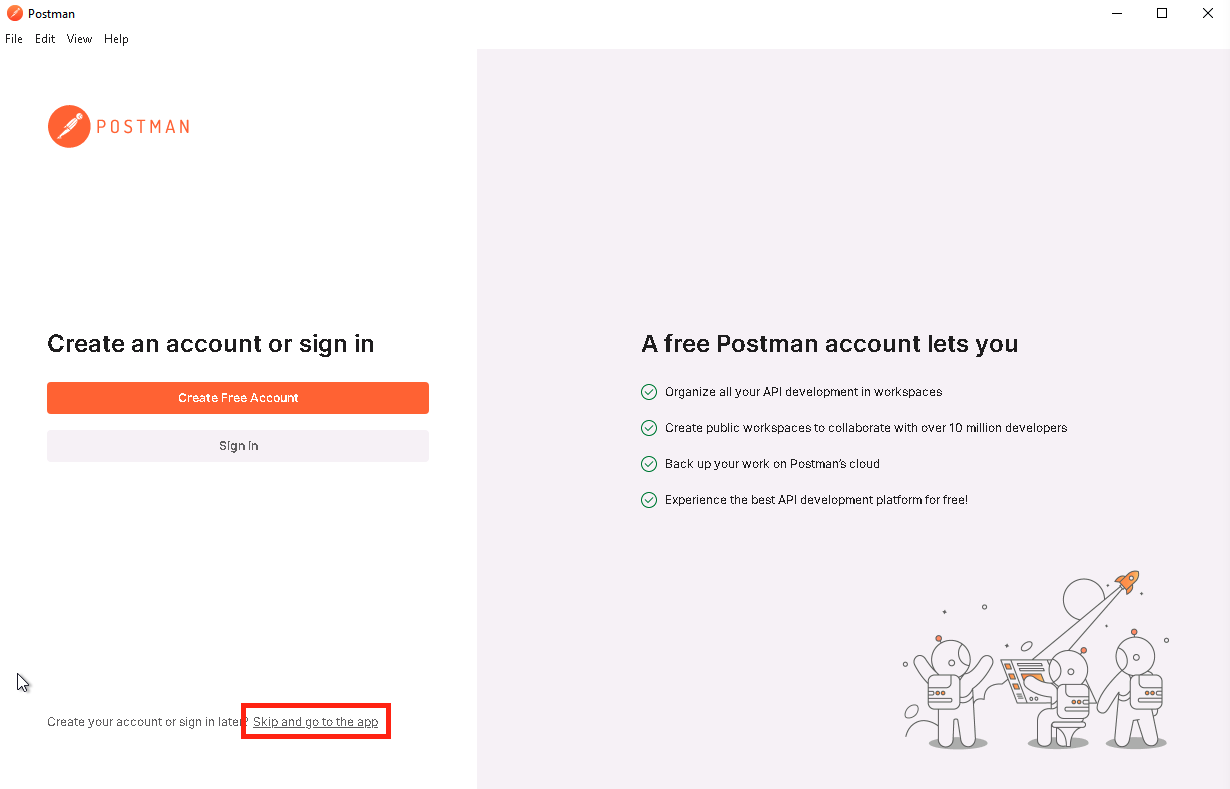 Postman
File Edit View Help
POSTMAN
Create an account or sign in
Create Free Account
Sign in
Create your account or sign in later? Skip and go to the app
A free Postman account lets you
Organize all your API development in workspaces
Create public workspaces to collaborate with over 10 million developers
Back up your work on Postman's cloud
Experience the best API development platform for free!